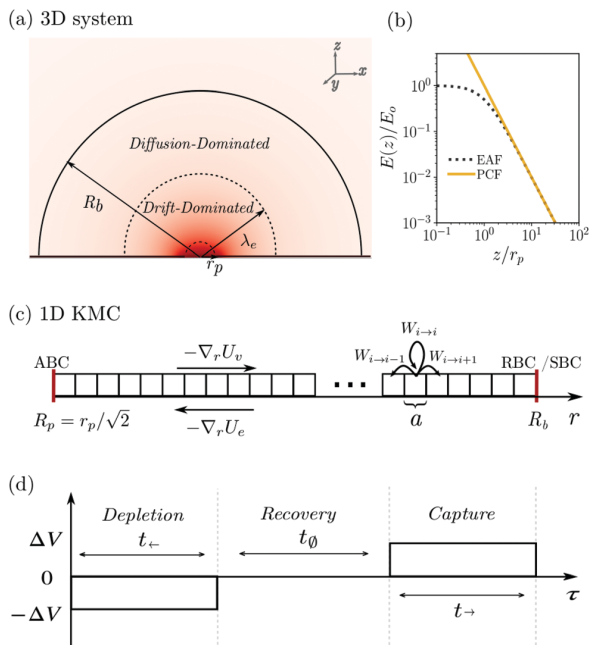 (a) 3D system
z
x
y
Diffusion-Dominated
R_b
Drift-Dominated
λ_e
r_p
(b)
E(z)/E_o
10^0
10^{-1}
10^{-2}
10^{-3}
EAF
PCF
10^{-1} 10^0 10^1 10^2
z/r_p
(c) 1D KMC
ABC
−∇_r U_v
W_{i→i}
W_{i→i−1} W_{i→i+1}
RBC /SBC
...
R_p = r_p/√2
−∇_r U_e
a
R_b
r
(d)
Depletion Recovery Capture
t_← t_∅
ΔV
0
−ΔV
t_→
τ